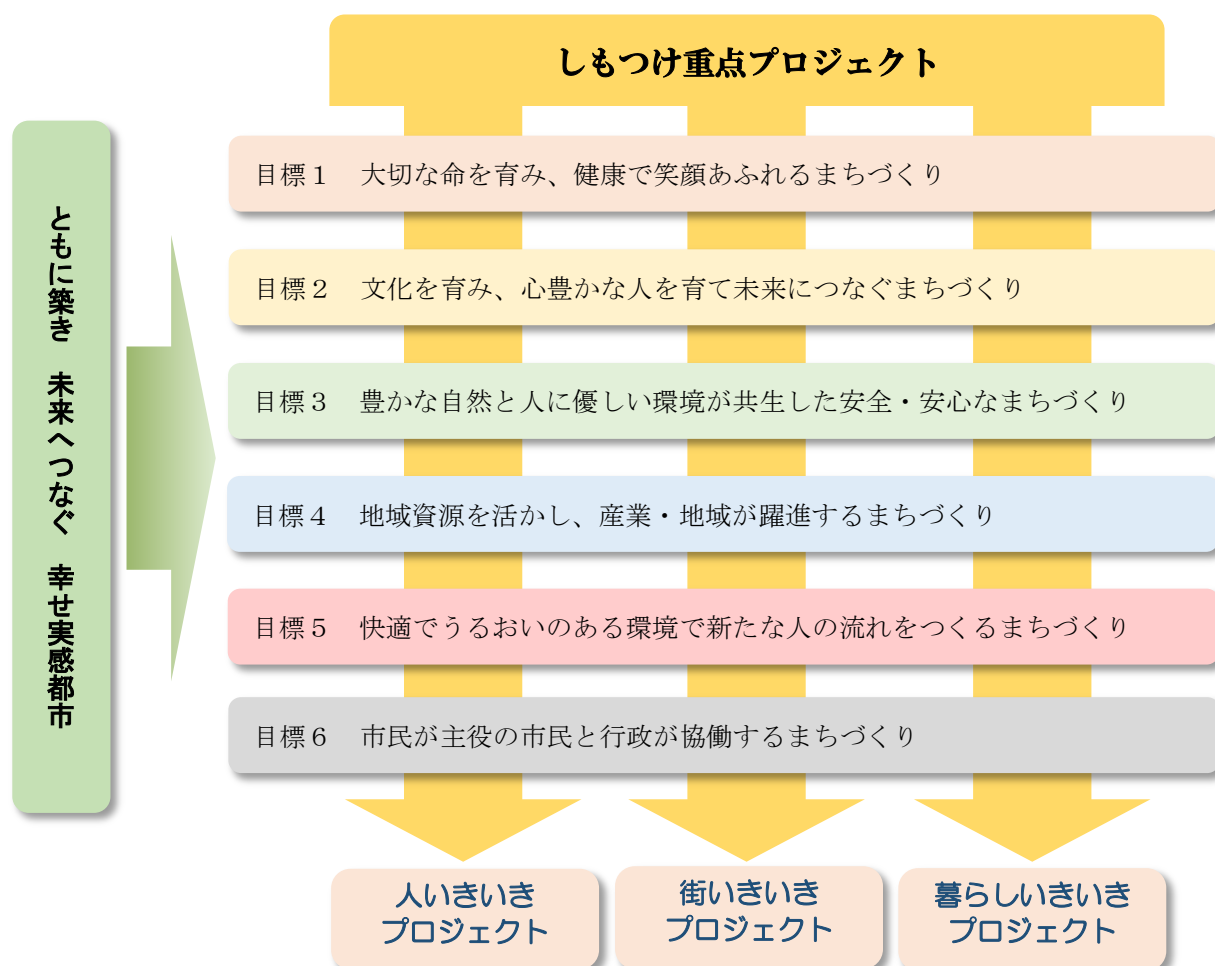 しもつけ重点プロジェクト
ともに築き　未来へつなぐ　幸せ実感都市
目標１　大切な命を育み、健康で笑顔あふれるまちづくり
目標２　文化を育み、心豊かな人を育て未来につなぐまちづくり
目標３　豊かな自然と人に優しい環境が共生した安全・安心なまちづくり
目標４　地域資源を活かし、産業・地域が躍進するまちづくり
目標５　快適でうるおいのある環境で新たな人の流れをつくるまちづくり
目標６　市民が主役の市民と行政が協働するまちづくり
人いきいき
プロジェクト
街いきいき
プロジェクト
暮らしいきいき
プロジェクト